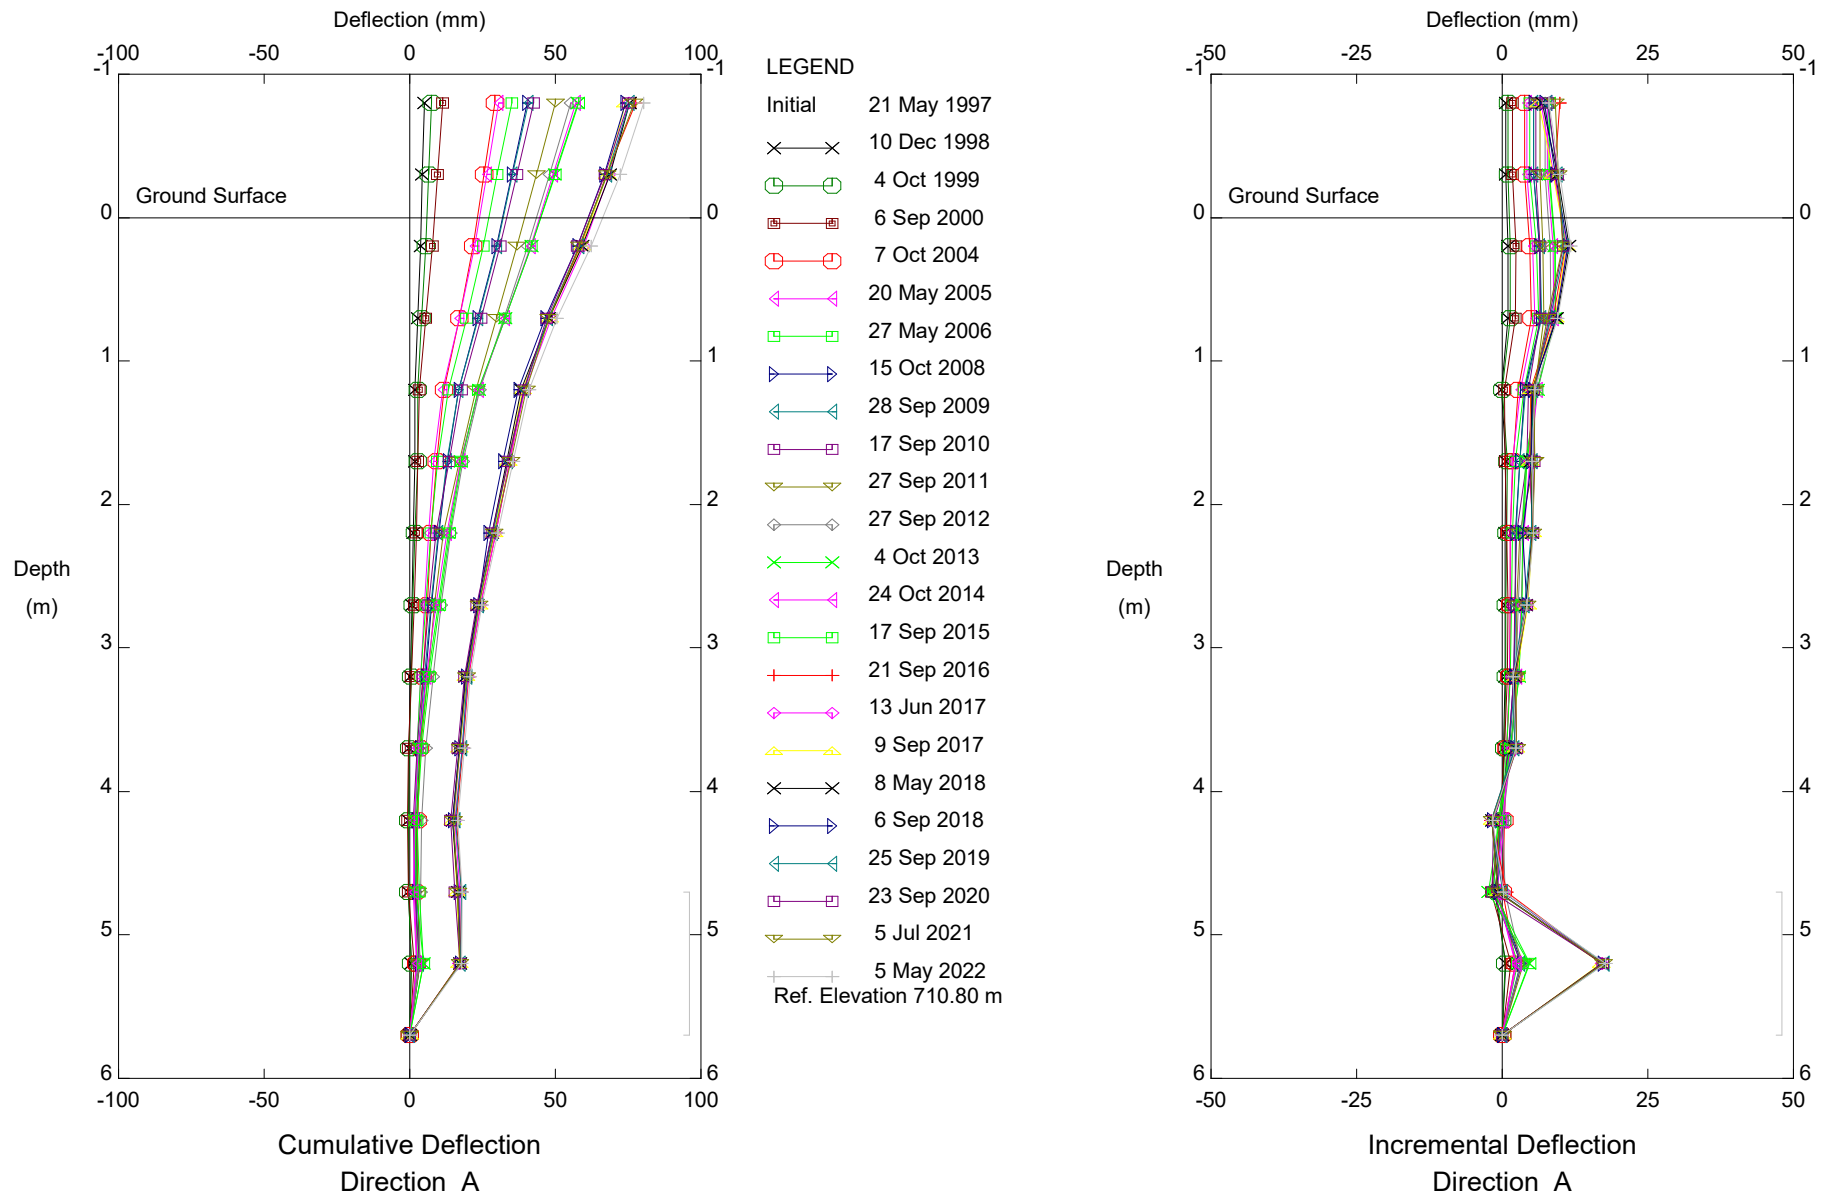 Deflection (mm)
-100 -50 0 50 100
-1 -1
Ground Surface
0 0
1 1
2 2
Depth
(m)
3 3
4 4
5 5
6 6
-100 -50 0 50 100
Cumulative Deflection
Direction A
LEGEND
Initial 21 May 1997
10 Dec 1998
4 Oct 1999
6 Sep 2000
7 Oct 2004
20 May 2005
27 May 2006
15 Oct 2008
28 Sep 2009
17 Sep 2010
27 Sep 2011
27 Sep 2012
4 Oct 2013
24 Oct 2014
17 Sep 2015
21 Sep 2016
13 Jun 2017
9 Sep 2017
8 May 2018
6 Sep 2018
25 Sep 2019
23 Sep 2020
5 Jul 2021
5 May 2022
Ref. Elevation 710.80 m
Deflection (mm)
-50 -25 0 25 50
-1 -1
Ground Surface
0 0
1 1
2 2
Depth
(m)
3 3
4 4
5 5
6 6
-50 -25 0 25 50
Incremental Deflection
Direction A